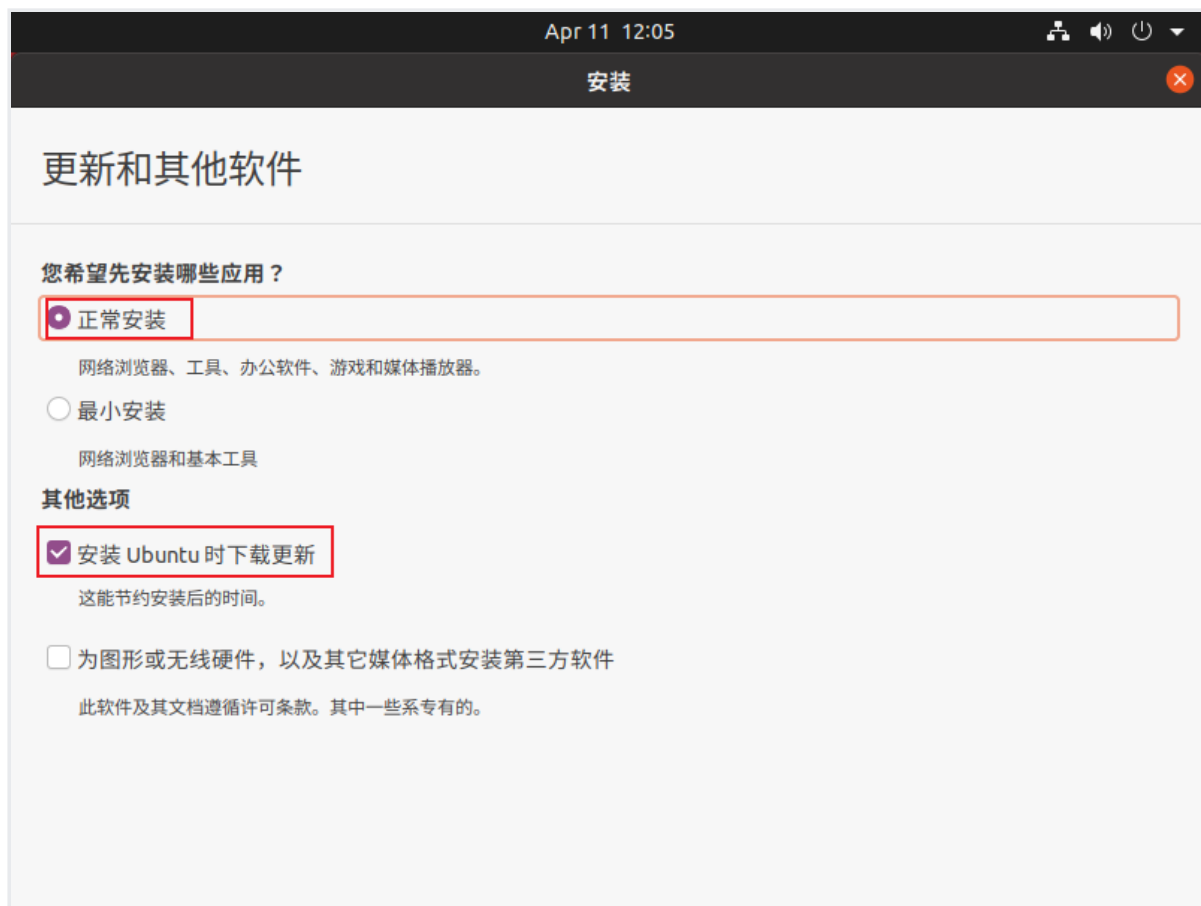 Apr 11 12:05
安装
更新和其他软件
您希望先安装哪些应用？
正常安装
网络浏览器、工具、办公软件、游戏和媒体播放器。
最小安装
网络浏览器和基本工具
其他选项
安装 Ubuntu 时下载更新
这能节约安装后的时间。
为图形或无线硬件，以及其它媒体格式安装第三方软件
此软件及其文档遵循许可条款。其中一些系专有的。